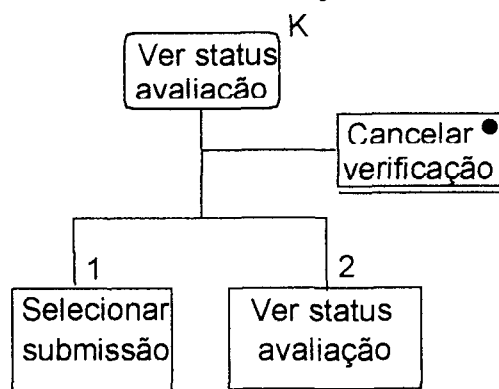 K
Ver status
avaliacão
Cancelar
verificação
1
2
Selecionar
submissão
Ver status
avaliação